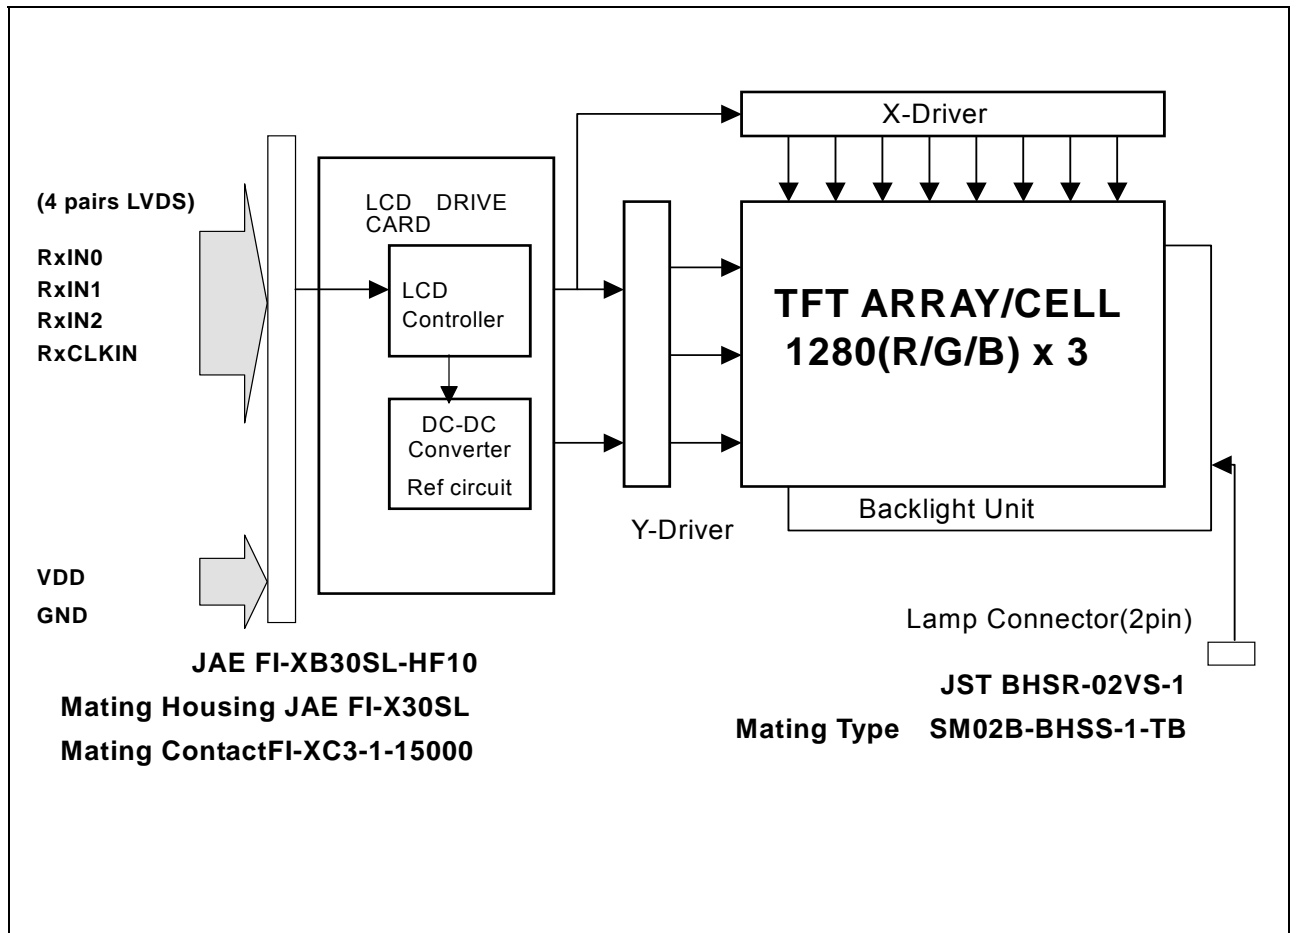 X-Driver
(4 pairs LVDS)
RxIN0
RxIN1
RxIN2
RxCLKIN
LCD DRIVE
CARD
LCD
Controller
DC-DC
Converter
Ref circuit
TFT ARRAY/CELL
1280(R/G/B) x 3
Backlight Unit
Y-Driver
VDD
GND
Lamp Connector(2pin)
JAE FI-XB30SL-HF10
Mating Housing JAE FI-X30SL
Mating ContactFI-XC3-1-15000
JST BHSR-02VS-1
Mating Type SM02B-BHSS-1-TB